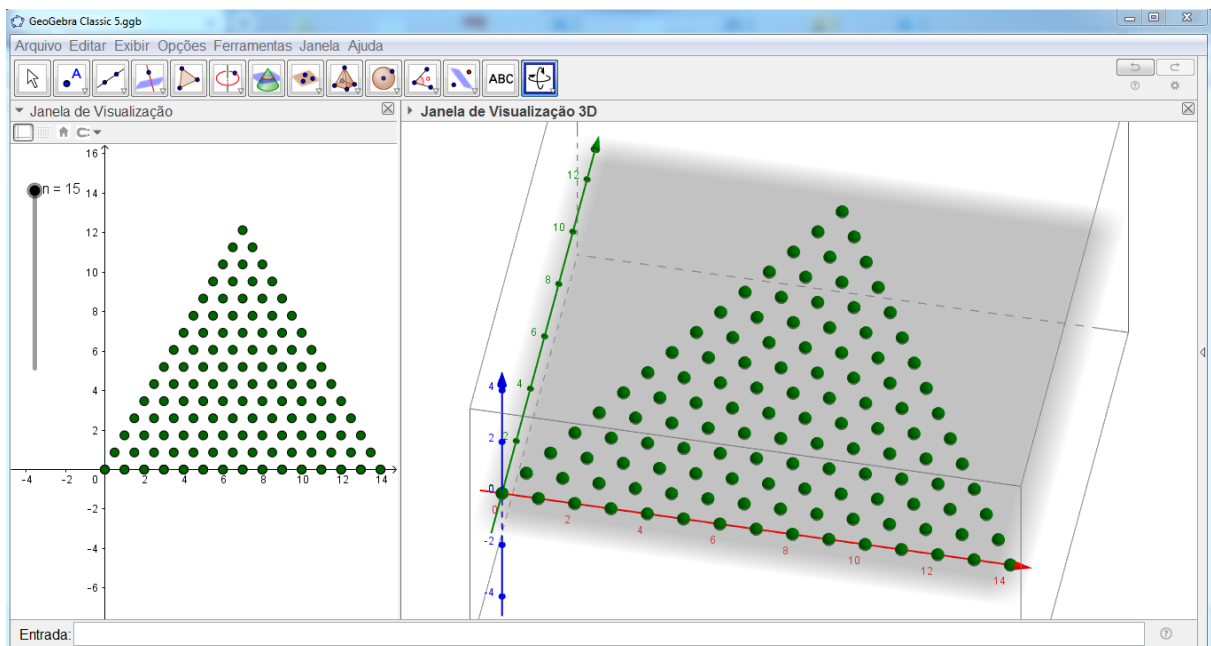 GeoGebra Classic 5.ggb
Arquivo Editar Exibir Opções Ferramentas Janela Ajuda
ABC
Janela de Visualização
Janela de Visualização 3D
n = 15
16
14
12
10
8
6
4
2
0
-4 -2 0 2 4 6 8 10 12 14
-2
-4
-6
12
10
8
6
4
2
4
2
0
-2
-4
0 2 4 6 8 10 12 14
Entrada: